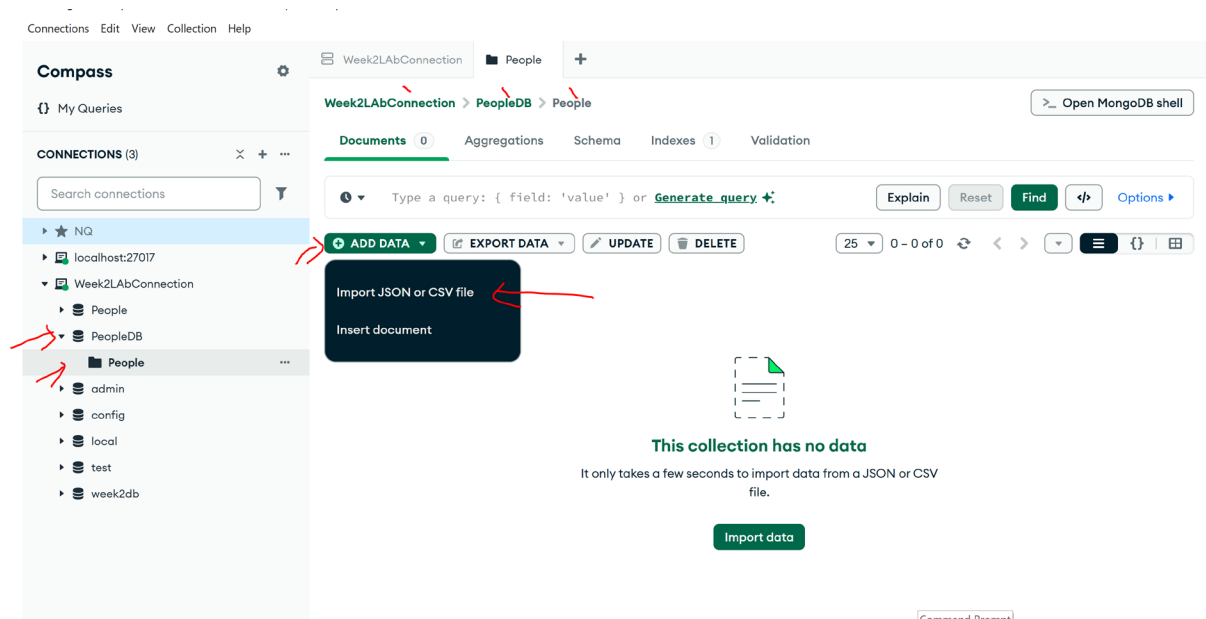 Connections Edit View Collection Help
Compass
{} My Queries
CONNECTIONS (3)
Search connections
NQ
localhost:27017
Week2LAbConnection
People
PeopleDB
People
admin
config
local
test
week2db
Week2LAbConnection People
Week2LAbConnection > PeopleDB > People
>_ Open MongoDB shell
Documents 0 Aggregations Schema Indexes 1 Validation
Type a query: { field: 'value' } or Generate query
Explain Reset Find </> Options
ADD DATA EXPORT DATA UPDATE DELETE
25 0 – 0 of 0 {}
Import JSON or CSV file
Insert document
This collection has no data
It only takes a few seconds to import data from a JSON or CSV
file.
Import data
Command Prompt